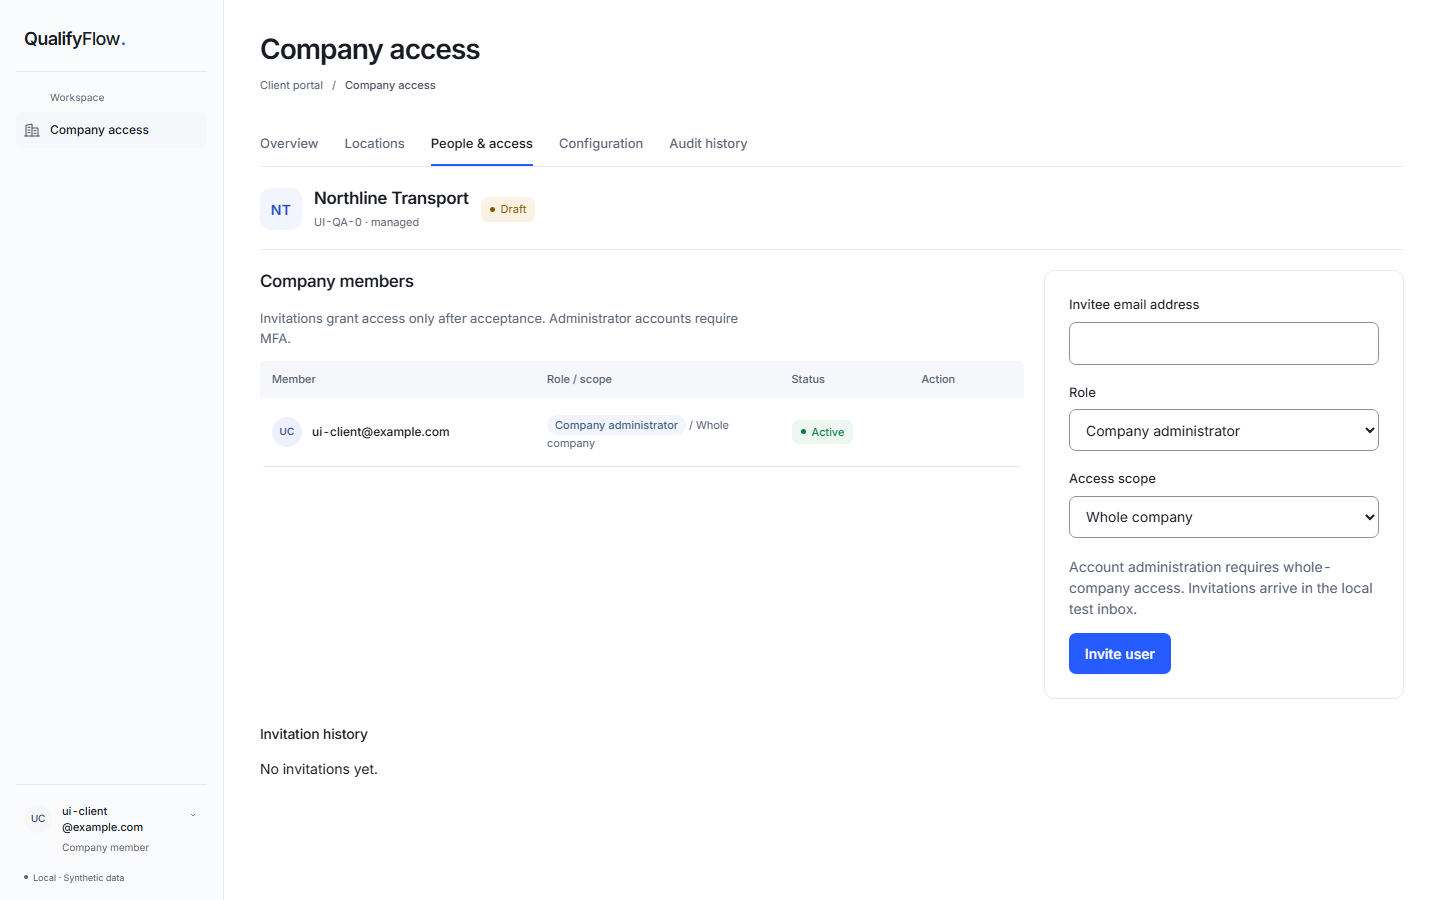 QualifyFlow.
Workspace
Company access
ui-client
@example.com
Company member
Local · Synthetic data
UC
Company access
Client portal / Company access
Overview Locations People & access Configuration Audit history
NT
Northline Transport
UI-QA-0 · managed
Draft
Company members
Invitations grant access only after acceptance. Administrator accounts require
MFA.
Member Role / scope Status Action
UC ui-client@example.com Company administrator / Whole
company
Active
Invitee email address
Role
Company administrator
Access scope
Whole company
Account administration requires whole-
company access. Invitations arrive in the local
test inbox.
Invite user
Invitation history
No invitations yet.